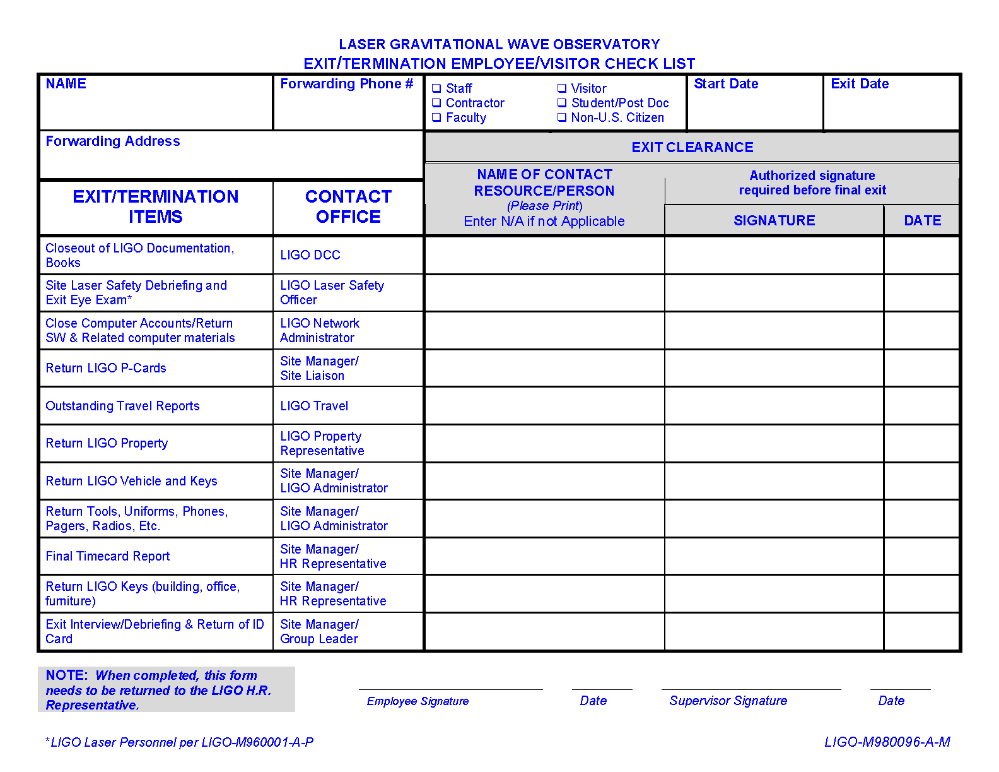 LASER GRAVITATIONAL WAVE OBSERVATORY
EXIT/TERMINATION EMPLOYEE/VISITOR CHECK LIST
NAME
Forwarding Phone #
❑ Staff
❑ Contractor
❑ Faculty
❑ Visitor
❑ Student/Post Doc
❑ Non-U.S. Citizen
Start Date
Exit Date
Forwarding Address
EXIT CLEARANCE
EXIT/TERMINATION
ITEMS
CONTACT
OFFICE
NAME OF CONTACT
RESOURCE/PERSON
(Please Print)
Enter N/A if not Applicable
Authorized signature
required before final exit
SIGNATURE
DATE
Closeout of LIGO Documentation,
Books
LIGO DCC
Site Laser Safety Debriefing and
Exit Eye Exam*
LIGO Laser Safety
Officer
Close Computer Accounts/Return
SW & Related computer materials
LIGO Network
Administrator
Return LIGO P-Cards
Site Manager/
Site Liaison
Outstanding Travel Reports
LIGO Travel
Return LIGO Property
LIGO Property
Representative
Return LIGO Vehicle and Keys
Site Manager/
LIGO Administrator
Return Tools, Uniforms, Phones,
Pagers, Radios, Etc.
Site Manager/
LIGO Administrator
Final Timecard Report
Site Manager/
HR Representative
Return LIGO Keys (building, office,
furniture)
Site Manager/
HR Representative
Exit Interview/Debriefing & Return of ID
Card
Site Manager/
Group Leader
NOTE: When completed, this form
needs to be returned to the LIGO H.R.
Representative.
Employee Signature
Date
Supervisor Signature
Date
*LIGO Laser Personnel per LIGO-M960001-A-P
LIGO-M980096-A-M